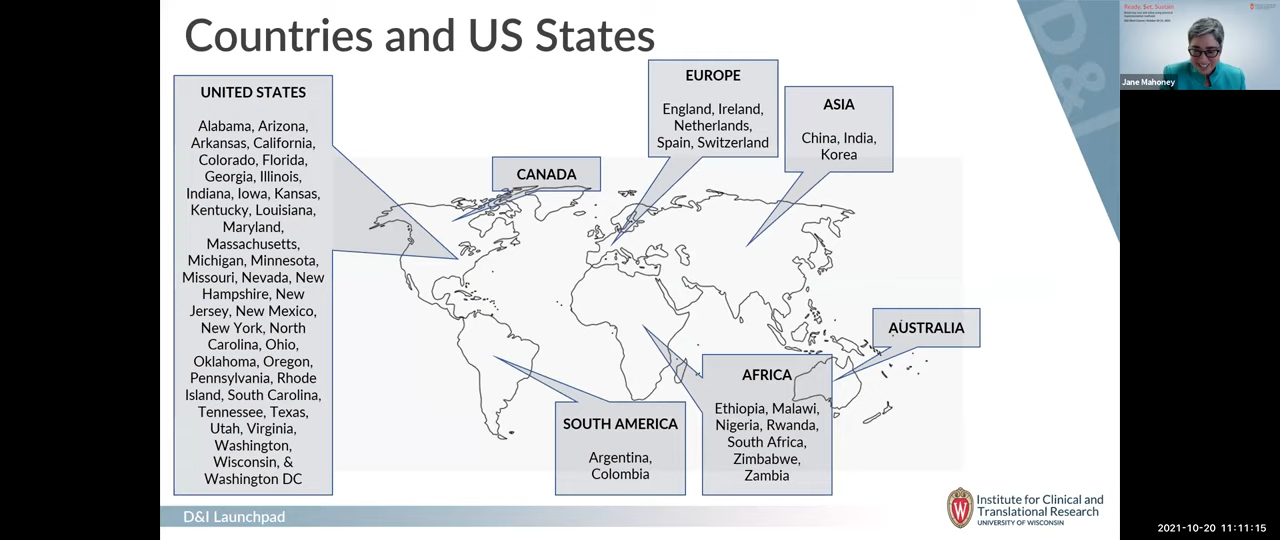 Countries and US States
UNITED STATES
Alabama, Arizona,
Arkansas, California,
Colorado, Florida,
Georgia, Illinois,
Indiana, Iowa, Kansas,
Kentucky, Louisiana,
Maryland,
Massachusetts,
Michigan, Minnesota,
Missouri, Nevada, New
Hampshire, New
Jersey, New Mexico,
New York, North
Carolina, Ohio,
Oklahoma, Oregon,
Pennsylvania, Rhode
Island, South Carolina,
Tennessee, Texas,
Utah, Virginia,
Washington,
Wisconsin, &
Washington DC
CANADA
EUROPE
England, Ireland,
Netherlands,
Spain, Switzerland
ASIA
China, India,
Korea
AUSTRALIA
AFRICA
Ethiopia, Malawi,
Nigeria, Rwanda,
South Africa,
Zimbabwe,
Zambia
SOUTH AMERICA
Argentina,
Colombia
D&I Launchpad
Institute for Clinical and
Translational Research
UNIVERSITY OF WISCONSIN
D&I
Ready, Set, Sustain
Jane Mahoney
2021-10-20 11:11:15